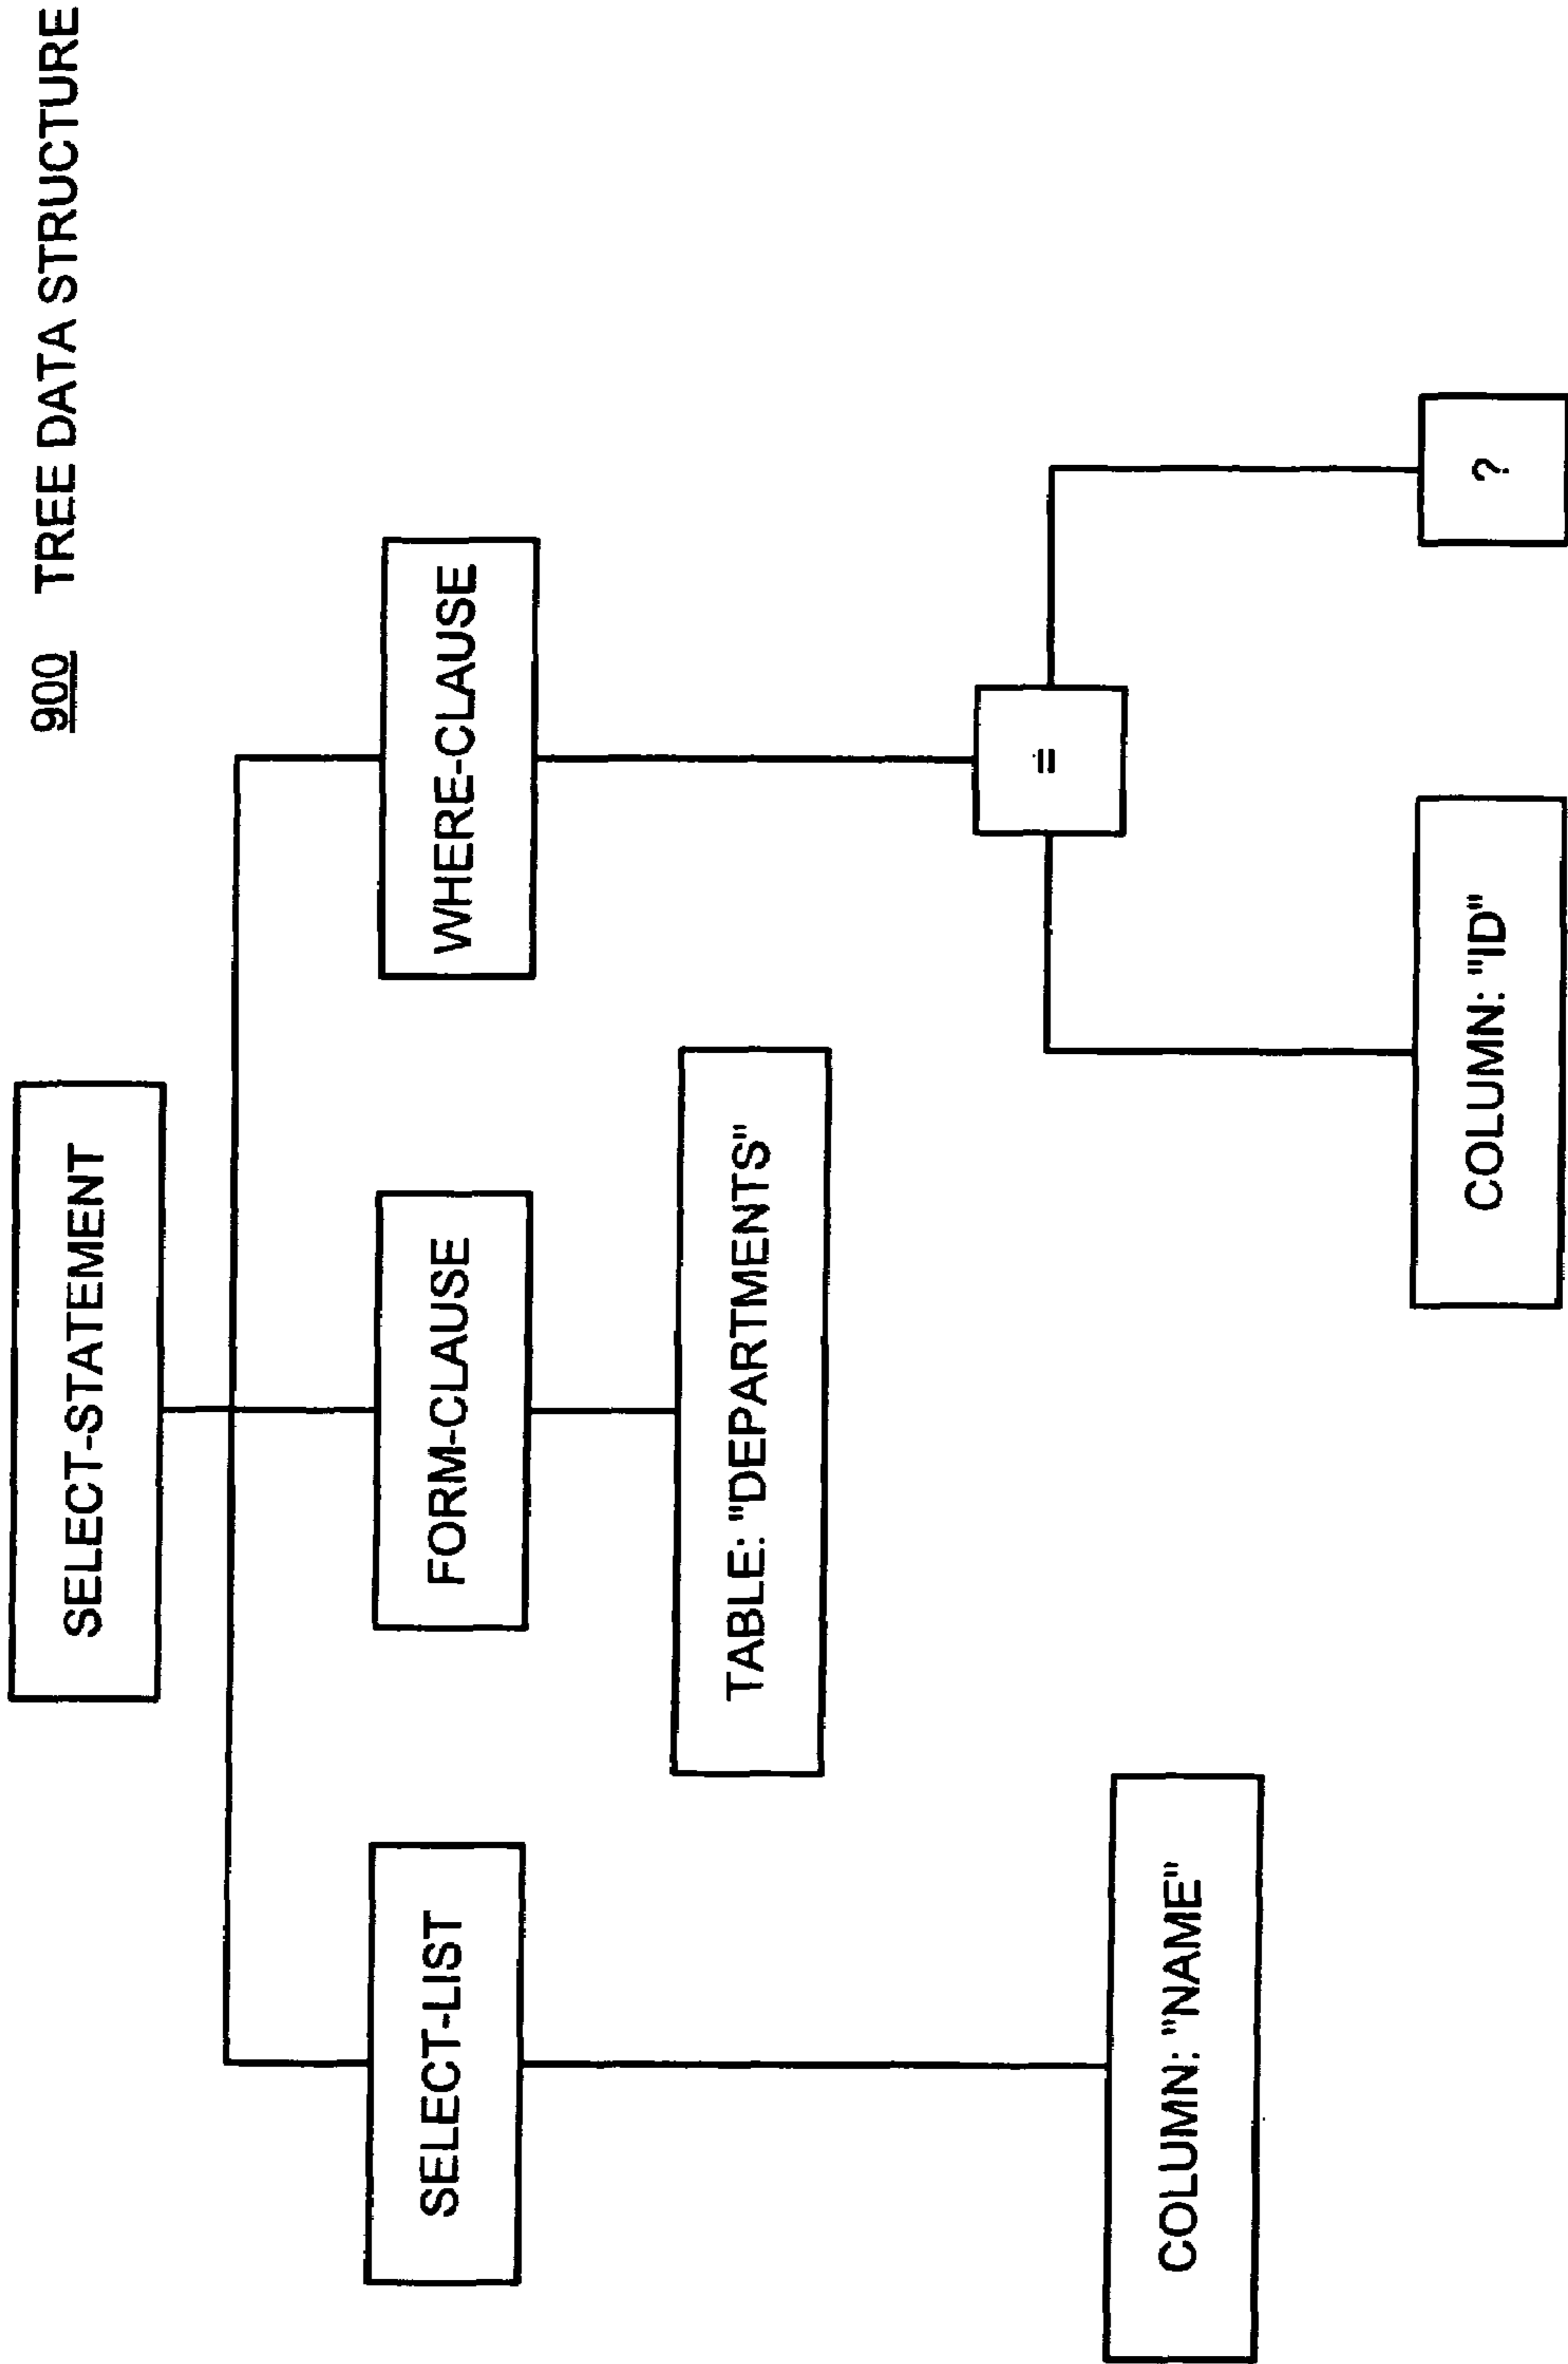 900 TREE DATA STRUCTURE
SELECT-STATEMENT
SELECT-LIST
FORM-CLAUSE
WHERE-CLAUSE
TABLE: "DEPARTMENTS"
=
COLUMN: "NAME"
COLUMN: "ID"
?